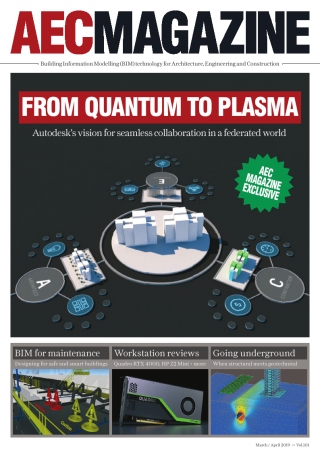 AECMAGAZINE
Building Information Modelling (BIM) technology for Architecture, Engineering and Construction
FROM QUANTUM TO PLASMA
Autodesk's vision for seamless collaboration in a federated world
AEC
MAGAZINE
EXCLUSIVE
E
A
C
BIM for maintenance
Designing for safe and smart buildings
Workstation reviews
Quadro RTX 4000, HP Z2 Mini + more
Going underground
When structural meets geotechnical
March / April 2019 >> Vol.101